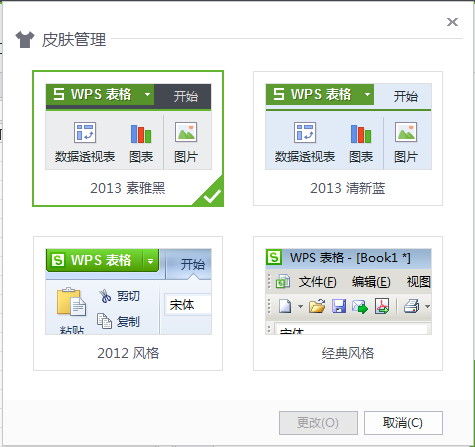 皮肤管理
WPS 表格 开始
数据透视表 图表 图片
2013 素雅黑
WPS 表格 开始
数据透视表 图表 图片
2013 清新蓝
WPS 表格 开始
剪切
宋体
粘贴 复制
2012 风格
WPS 表格 - [Book1 *]
文件(F) 编辑(E) 视图
宋体
经典风格
更改(O) 取消(C)